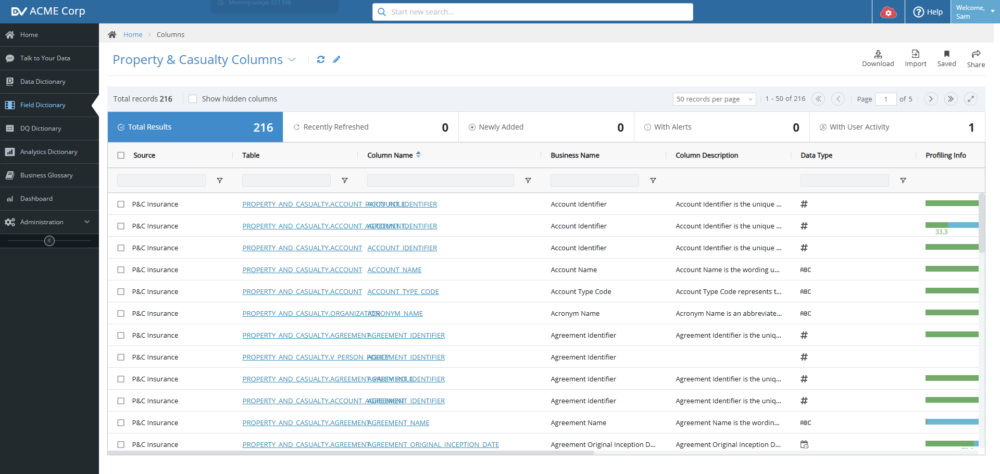 Memory usage: 221 MB
DV ACME Corp
Start new search...
Help
Welcome,
Sam
Home
Talk to Your Data
Data Dictionary
Field Dictionary
DQ Dictionary
Analytics Dictionary
Business Glossary
Dashboard
Administration
Home > Columns
Property & Casualty Columns
Download
Import
Saved
Share
Total records 216
Show hidden columns
50 records per page
1 - 50 of 216
Page 1 of 5
Total Results 216
Recently Refreshed 0
Newly Added 0
With Alerts 0
With User Activity 1
Source Table Column Name Business Name Column Description Data Type Profiling Info
P&C Insurance PROPERTY_AND_CASUALTY.ACCOUNT_PARTY_ROLE ACCOUNT_IDENTIFIER Account Identifier Account Identifier is the unique ... #
P&C Insurance PROPERTY_AND_CASUALTY.ACCOUNT_AGREEMENT ACCOUNT_IDENTIFIER Account Identifier Account Identifier is the unique ... #
33.3
P&C Insurance PROPERTY_AND_CASUALTY.ACCOUNT ACCOUNT_IDENTIFIER Account Identifier Account Identifier is the unique ... #
P&C Insurance PROPERTY_AND_CASUALTY.ACCOUNT ACCOUNT_NAME Account Name Account Name is the wording u... ABC
P&C Insurance PROPERTY_AND_CASUALTY.ACCOUNT ACCOUNT_TYPE_CODE Account Type Code Account Type Code represents t... ABC
P&C Insurance PROPERTY_AND_CASUALTY.ORGANIZATION ACRONYM_NAME Acronym Name Acronym Name is an abbreviate... ABC
P&C Insurance PROPERTY_AND_CASUALTY.AGREEMENT AGREEMENT_IDENTIFIER Agreement Identifier Agreement Identifier is the uniq... #
P&C Insurance PROPERTY_AND_CASUALTY.V_PERSON_POLICY AGREEMENT_IDENTIFIER Agreement Identifier #
P&C Insurance PROPERTY_AND_CASUALTY.AGREEMENT_PARTY_ROLE AGREEMENT_IDENTIFIER Agreement Identifier Agreement Identifier is the uniq... #
P&C Insurance PROPERTY_AND_CASUALTY.ACCOUNT_AGREEMENT AGREEMENT_IDENTIFIER Agreement Identifier Agreement Identifier is the uniq... #
P&C Insurance PROPERTY_AND_CASUALTY.AGREEMENT AGREEMENT_NAME Agreement Name Agreement Name is the wordin... ABC
P&C Insurance PROPERTY_AND_CASUALTY.AGREEMENT AGREEMENT_ORIGINAL_INCEPTION_DATE Agreement Original Inception D... Agreement Original Inception D...